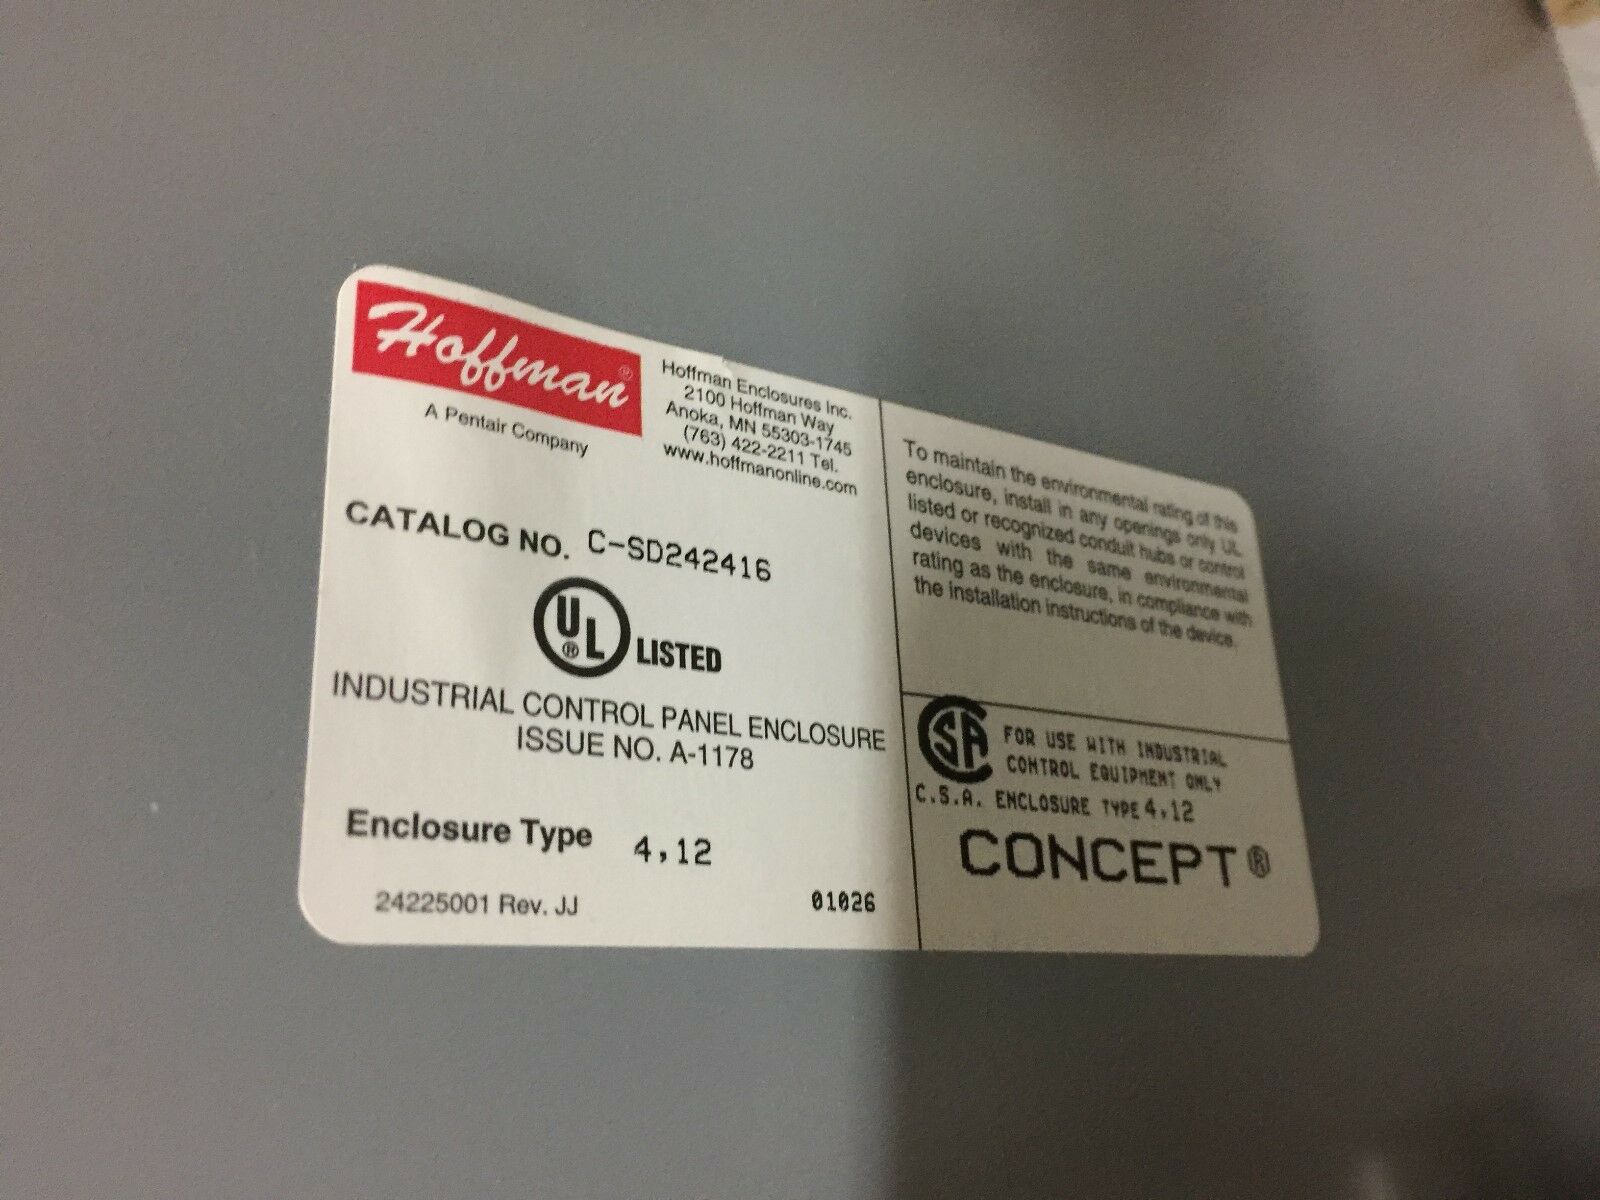 Hoffman®
A Pentair Company
Hoffman Enclosures Inc.
2100 Hoffman Way
Anoka, MN 55303-1745
(763) 422-2211 Tel.
www.hoffmanonline.com
CATALOG NO. C-SD242416
UL® LISTED
INDUSTRIAL CONTROL PANEL ENCLOSURE
ISSUE NO. A-1178
Enclosure Type 4,12
24225001 Rev. JJ 01026
To maintain the environmental rating of this
enclosure, install in any openings only UL
listed or recognized conduit hubs or control
devices with the same environmental
rating as the enclosure, in compliance with
the installation instructions of the device.
CSA FOR USE WITH INDUSTRIAL
CONTROL EQUIPMENT ONLY
C.S.A. ENCLOSURE TYPE 4,12
CONCEPT®